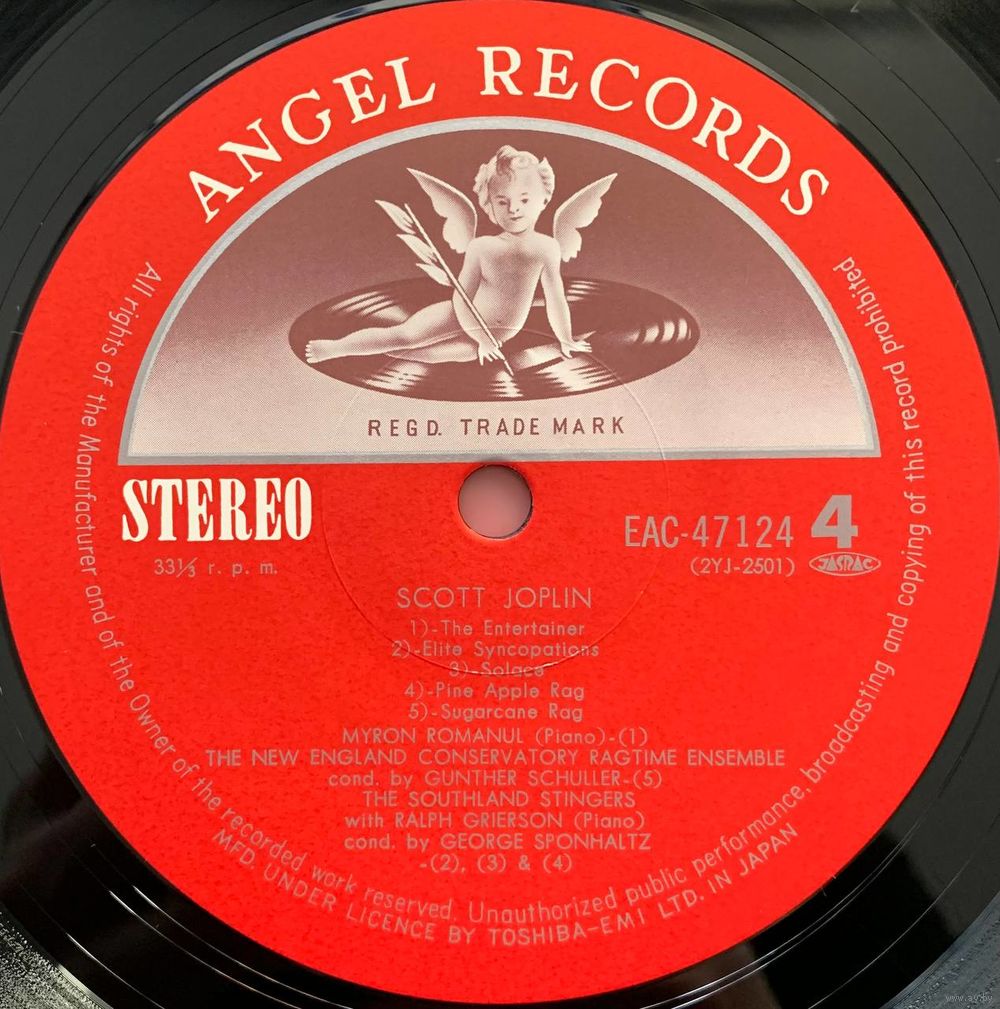 ANGEL RECORDS
REGD. TRADE MARK
STEREO
33⅓ r. p. m.
EAC-47124 4
(2YJ-2501) JASRAC
SCOTT JOPLIN
1)-The Entertainer
2)-Elite Syncopations
3)-Solace
4)-Pine Apple Rag
5)-Sugarcane Rag
MYRON ROMANUL (Piano)-(1)
THE NEW ENGLAND CONSERVATORY RAGTIME ENSEMBLE
cond. by GUNTHER SCHULLER-(5)
THE SOUTHLAND STINGERS
with RALPH GRIERSON (Piano)
cond. by GEORGE SPONHALTZ
-(2), (3) & (4)
All rights of the Manufacturer and of the Owner of the recorded work reserved. Unauthorized public performance, broadcasting and copying of this record prohibited
MFD. UNDER LICENCE BY TOSHIBA-EMI LTD. IN JAPAN
www.ay.by